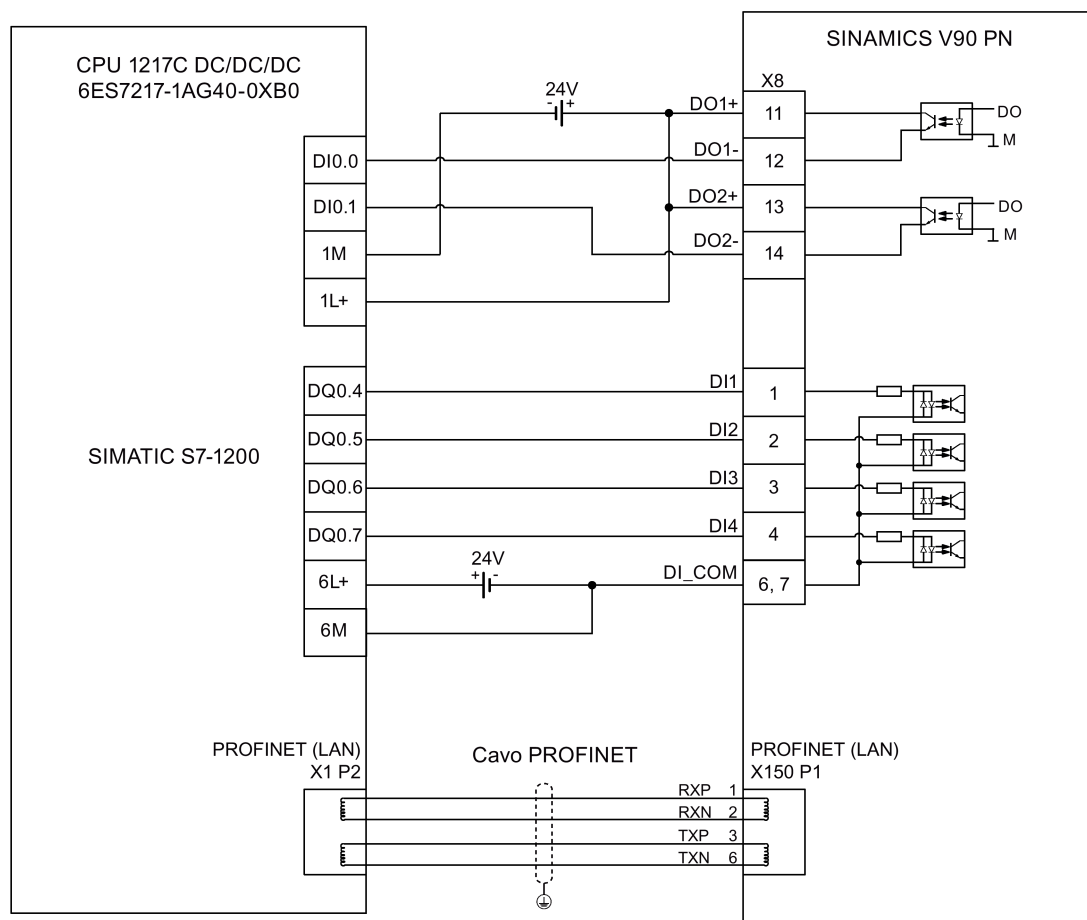 SINAMICS V90 PN
CPU 1217C DC/DC/DC
6ES7217-1AG40-0XB0
24V
- +
DO1+
X8
11
DO
M
DI0.0
DO1-
12
DI0.1
DO2+
13
DO
M
1M
DO2-
14
1L+
DQ0.4
DI1
1
DQ0.5
DI2
2
SIMATIC S7-1200
DQ0.6
DI3
3
DQ0.7
DI4
4
24V
+ -
6L+
DI_COM
6, 7
6M
PROFINET (LAN)
X1 P2
Cavo PROFINET
PROFINET (LAN)
X150 P1
RXP 1
RXN 2
TXP 3
TXN 6